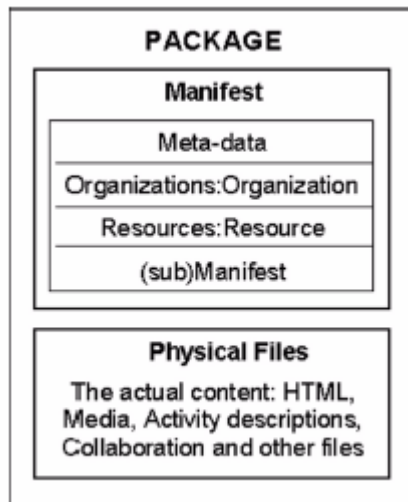 PACKAGE
Manifest
Meta-data
Organizations:Organization
Resources:Resource
(sub)Manifest
Physical Files
The actual content: HTML,
Media, Activity descriptions,
Collaboration and other files